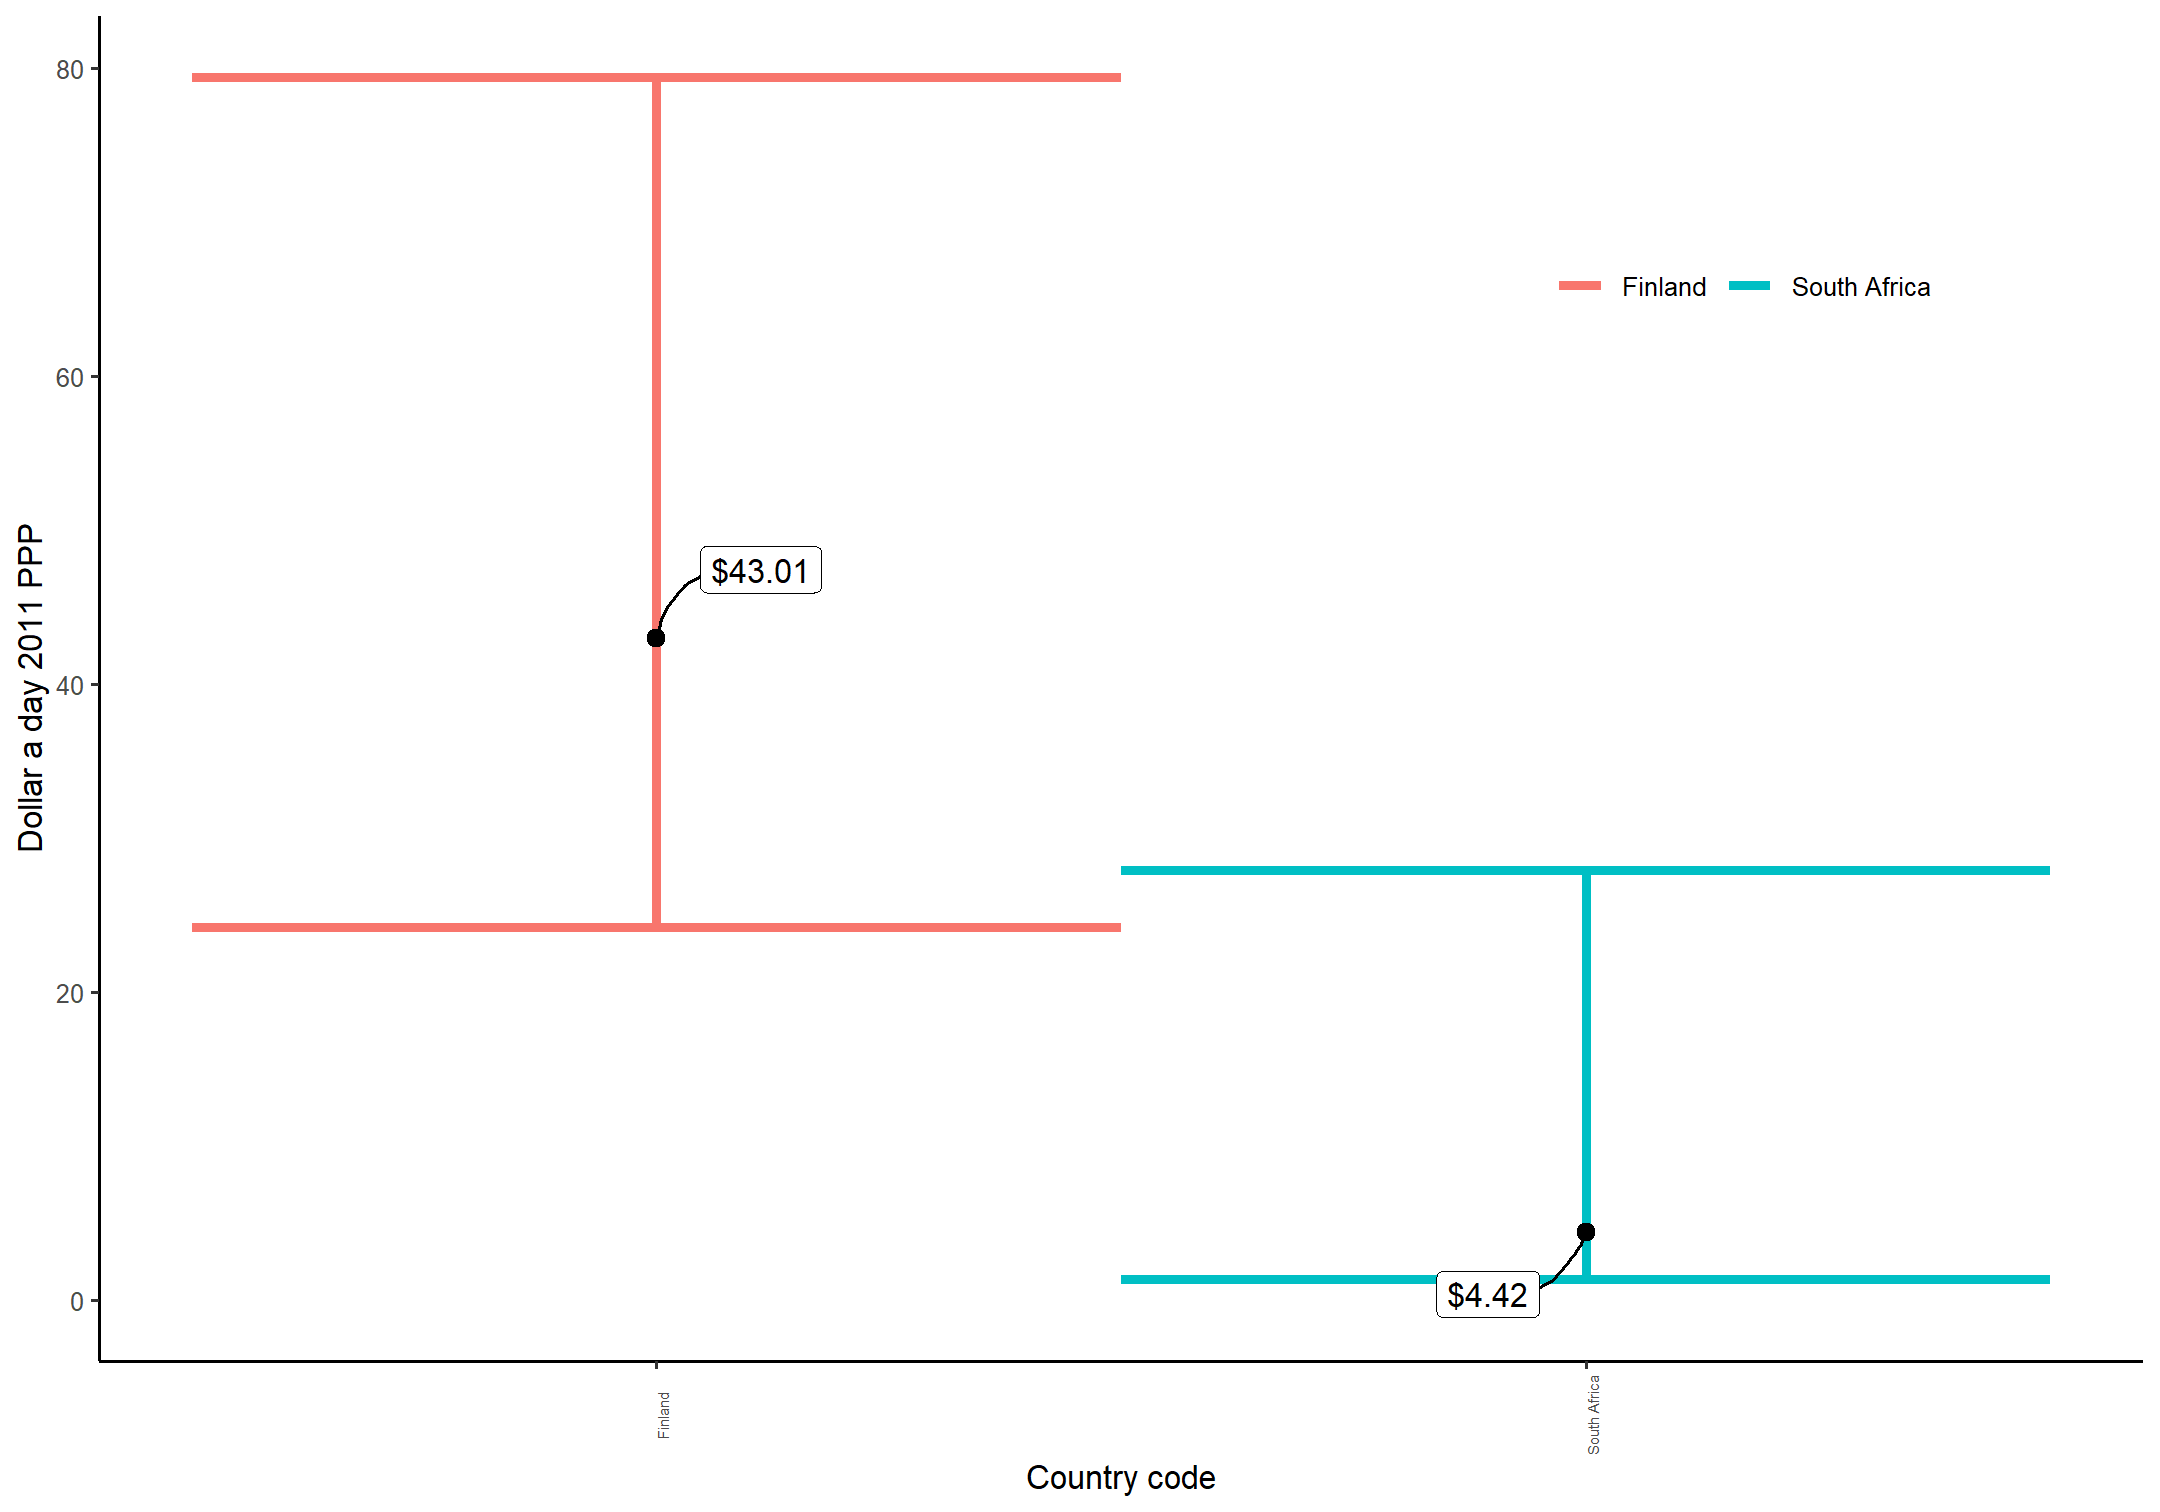 Dollar a day 2011 PPP
80
60
40
20
0
$43.01
$4.42
Finland
South Africa
Finland
South Africa
Country code